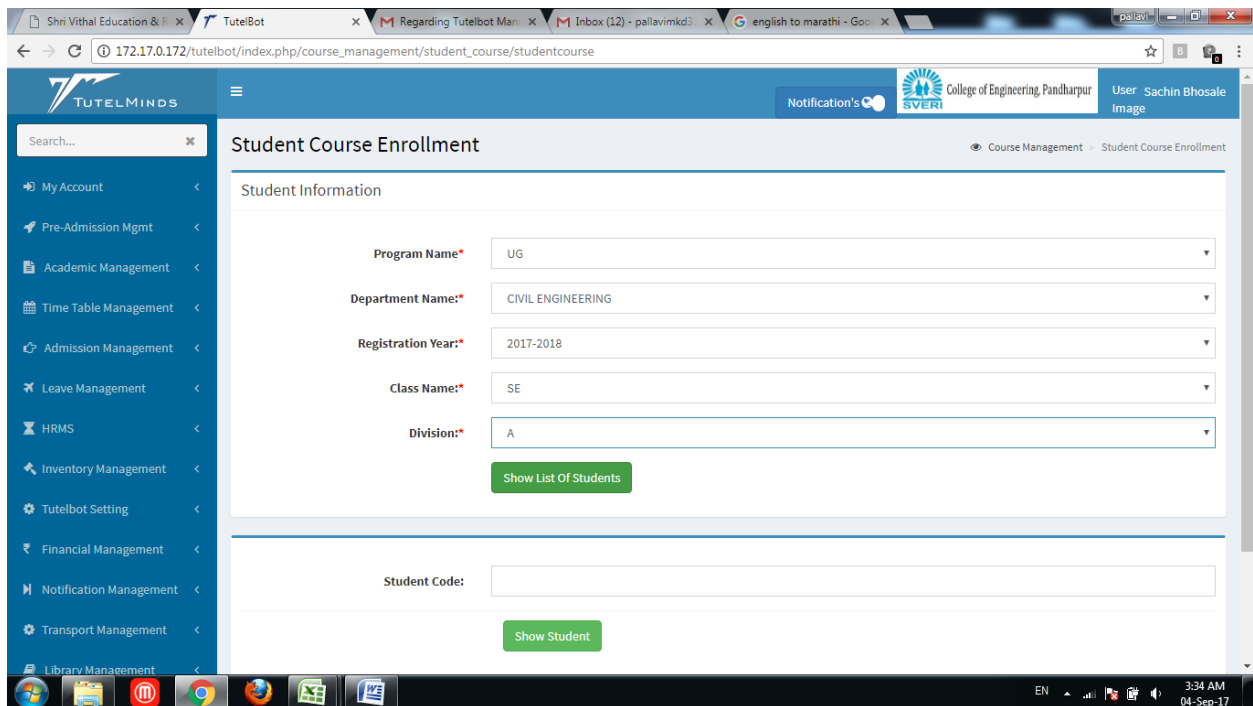 Shri Vithal Education & R
TutelBot
Regarding Tutelbot Man
Inbox (12) - pallavimkd3
english to marathi - Goo
pallavi
172.17.0.172/tutelbot/index.php/course_management/student_course/studentcourse
TUTELMINDS
Notification's
SVERI
College of Engineering, Pandharpur
User Image
Sachin Bhosale
Search...
Student Course Enrollment
Course Management > Student Course Enrollment
My Account
Pre-Admission Mgmt
Academic Management
Time Table Management
Admission Management
Leave Management
HRMS
Inventory Management
Tutelbot Setting
Financial Management
Notification Management
Transport Management
Library Management
Student Information
Program Name* UG
Department Name:* CIVIL ENGINEERING
Registration Year:* 2017-2018
Class Name:* SE
Division:* A
Show List Of Students
Student Code:
Show Student
EN
3:34 AM
04-Sep-17